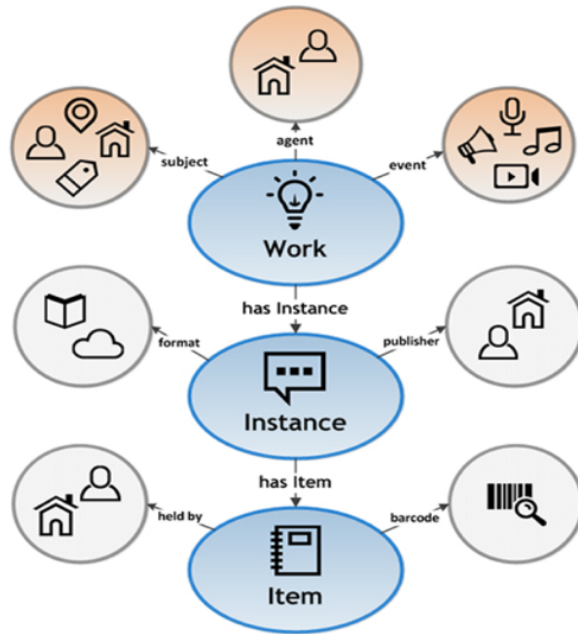 agent
subject
event
Work
has Instance
format
publisher
Instance
has Item
held by
barcode
Item